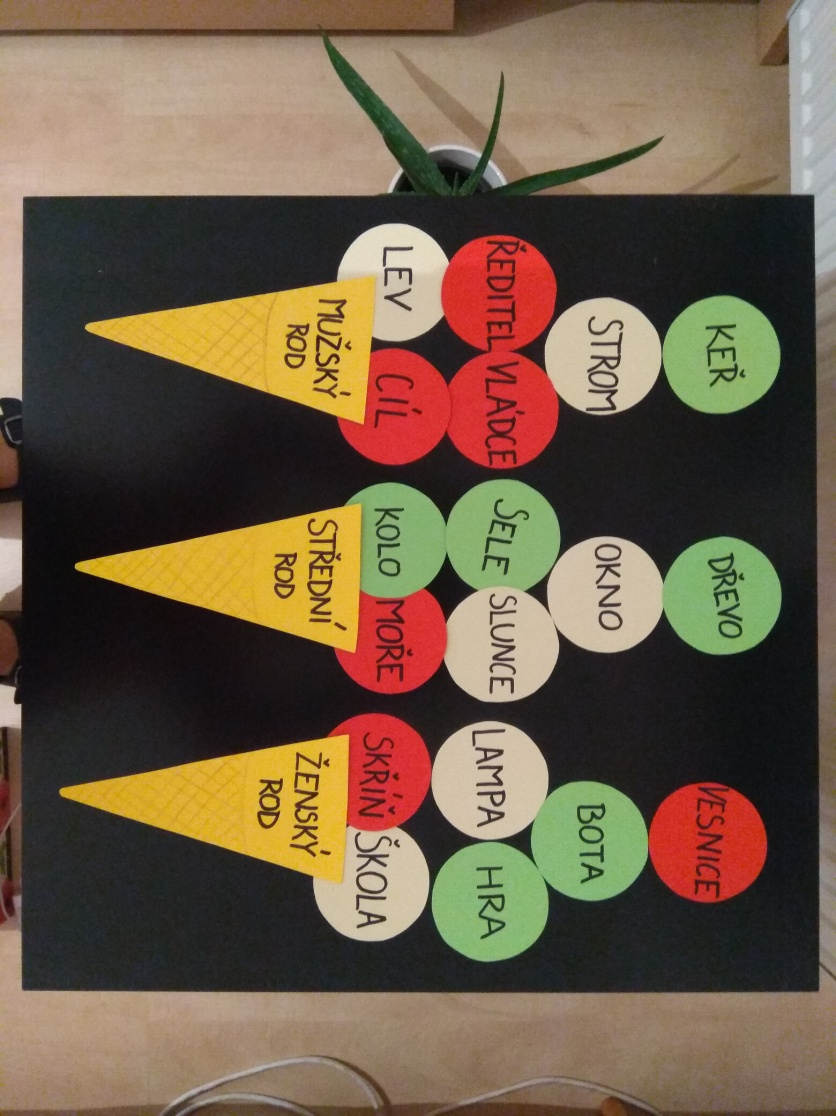 KEŘ
STROM
ŘEDITEL VLÁDCE
LEV CÍL
MUŽSKÝ
ROD
DŘEVO
OKNO
SELE SLUNCE
KOLO MOŘE
STŘEDNÍ
ROD
VESNICE
BOTA
LAMPA HRA
SKŘÍŇ ŠKOLA
ŽENSKÝ
ROD